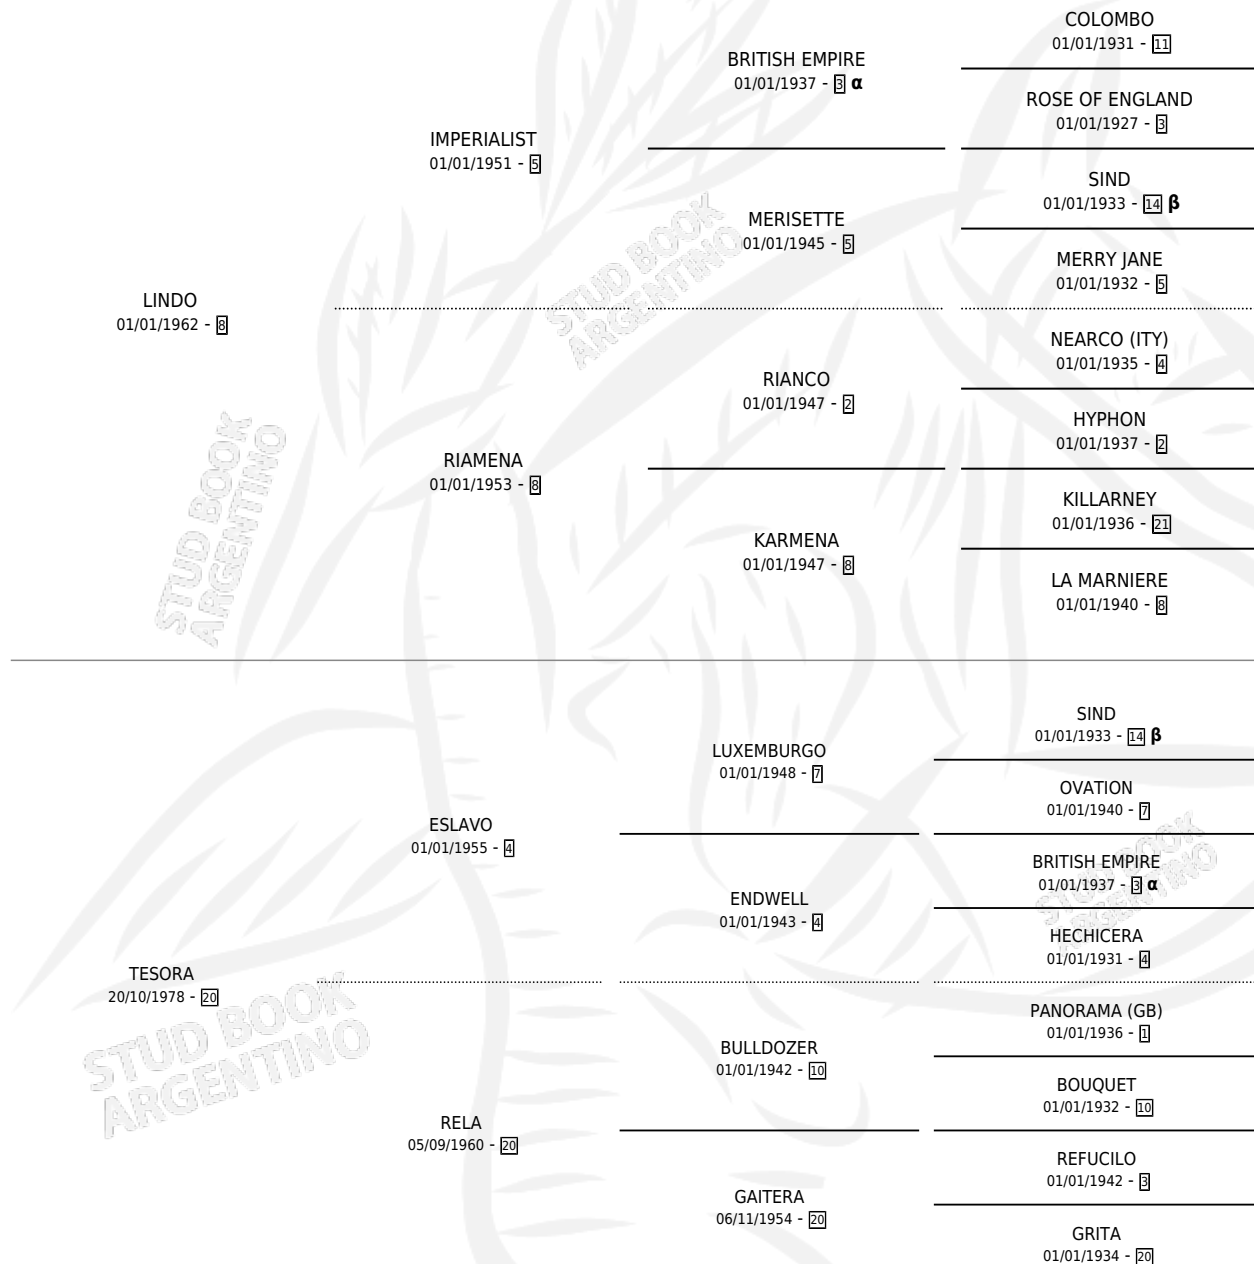 COLOMBO
01/01/1931 - 11
BRITISH EMPIRE
01/01/1937 - 3 α
ROSE OF ENGLAND
01/01/1927 - 3
IMPERIALIST
01/01/1951 - 5
SIND
01/01/1933 - 14 β
MERISETTE
01/01/1945 - 5
MERRY JANE
01/01/1932 - 5
LINDO
01/01/1962 - 8
NEARCO (ITY)
01/01/1935 - 4
RIANCO
01/01/1947 - 2
HYPHON
01/01/1937 - 2
RIAMENA
01/01/1953 - 8
KILLARNEY
01/01/1936 - 21
KARMENA
01/01/1947 - 8
LA MARNIERE
01/01/1940 - 8
STUD BOOK
ARGENTINO
STUD BOOK
ARGENTINO
SIND
01/01/1933 - 14 β
LUXEMBURGO
01/01/1948 - 7
OVATION
01/01/1940 - 7
ESLAVO
01/01/1955 - 4
BRITISH EMPIRE
01/01/1937 - 3 α
ENDWELL
01/01/1943 - 4
HECHICERA
01/01/1931 - 4
TESORA
20/10/1978 - 20
PANORAMA (GB)
01/01/1936 - 1
BULLDOZER
01/01/1942 - 10
BOUQUET
01/01/1932 - 10
RELA
05/09/1960 - 20
REFUCILO
01/01/1942 - 3
GAITERA
06/11/1954 - 20
GRITA
01/01/1934 - 20
STUD BOOK
ARGENTINO
STUD BOOK
ARGENTINO